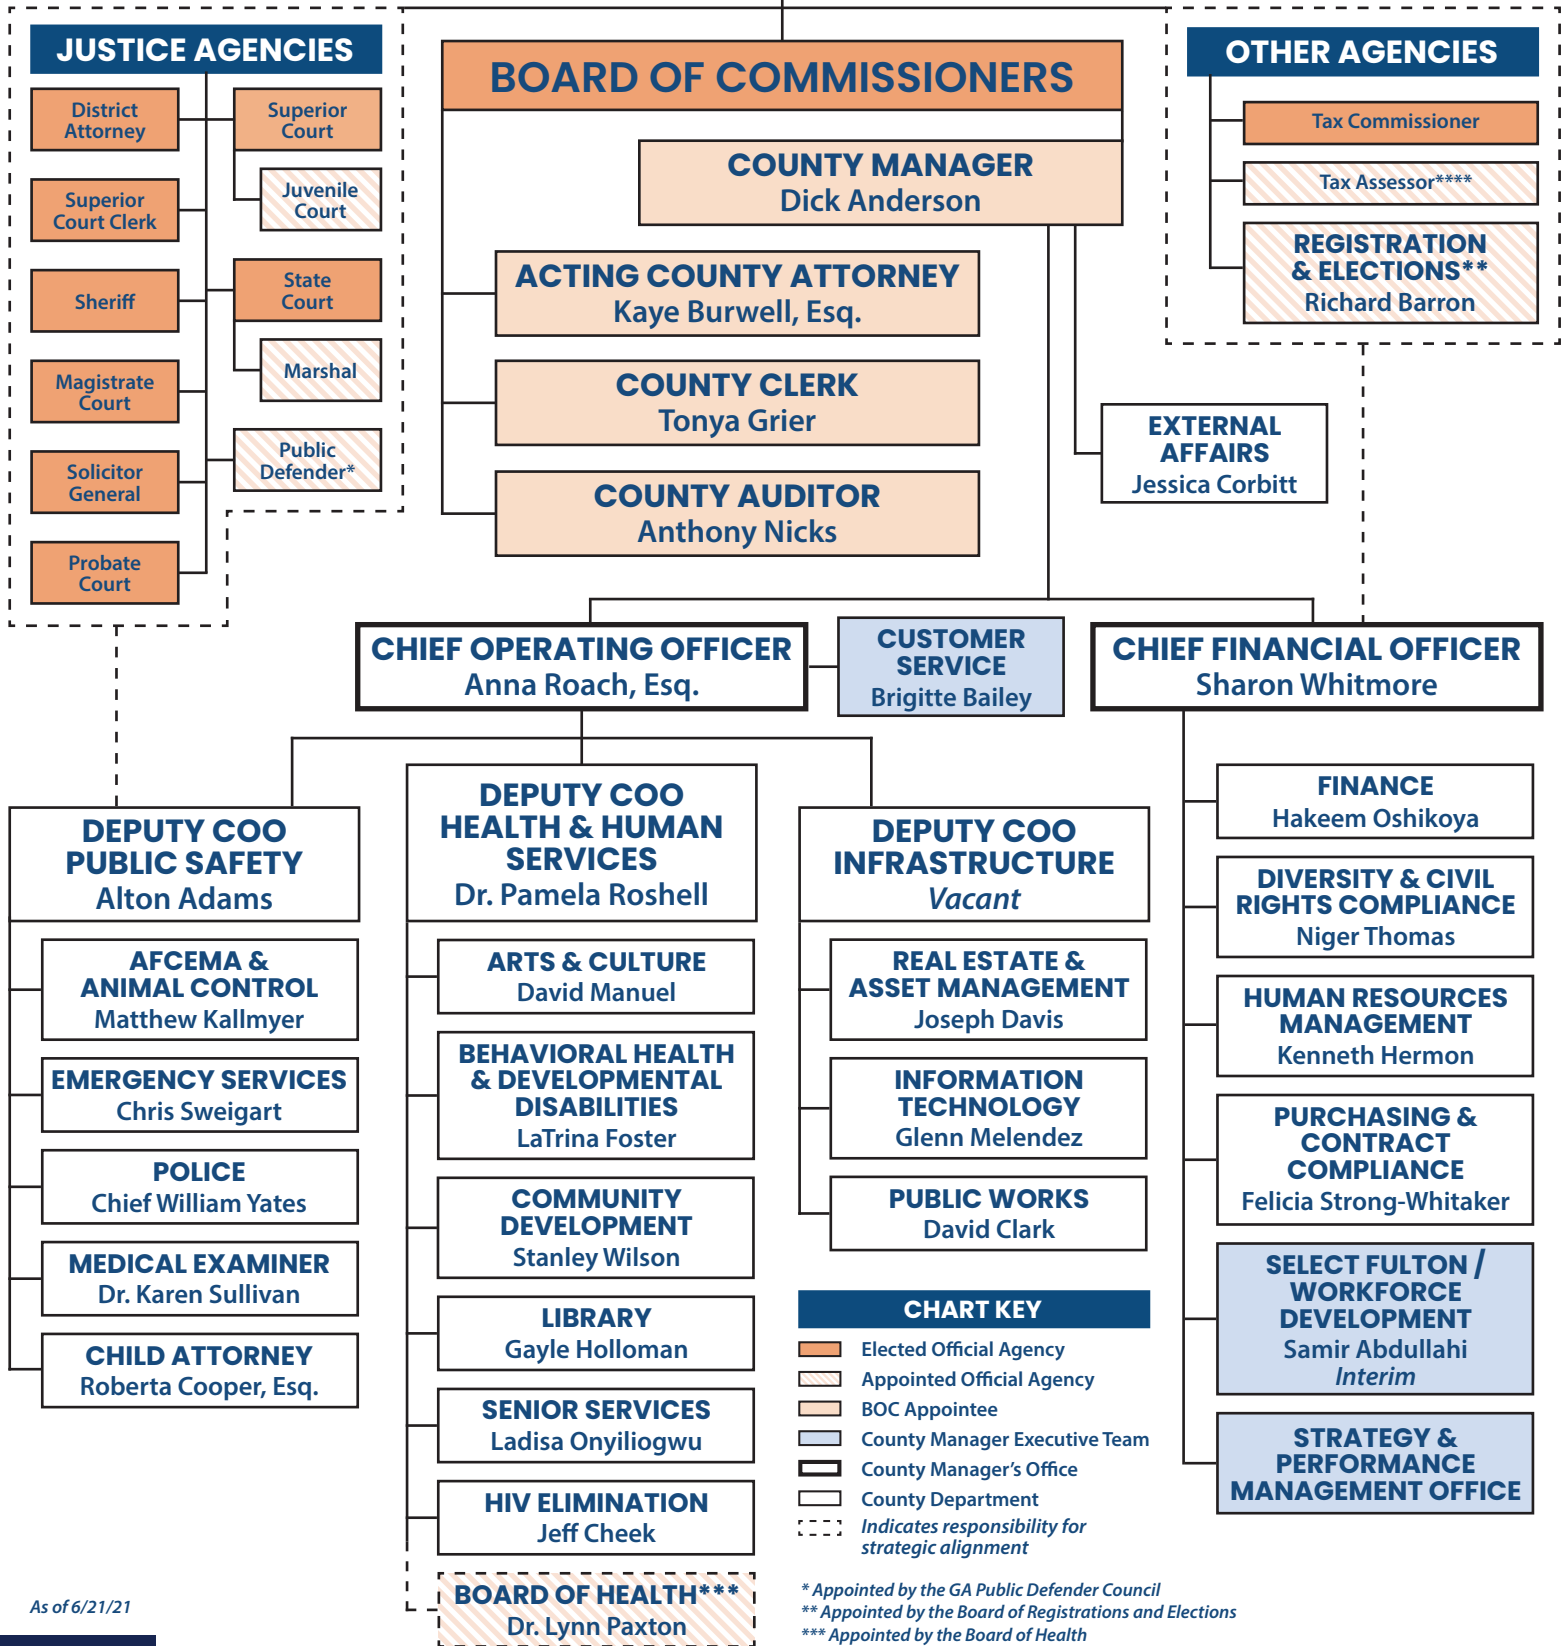 JUSTICE AGENCIES
District
Attorney
Superior
Court
Juvenile
Court
Superior
Court Clerk
Sheriff
State
Court
Marshal
Magistrate
Court
Public
Defender*
Solicitor
General
Probate
Court
BOARD OF COMMISSIONERS
COUNTY MANAGER
Dick Anderson
ACTING COUNTY ATTORNEY
Kaye Burwell, Esq.
COUNTY CLERK
Tonya Grier
COUNTY AUDITOR
Anthony Nicks
OTHER AGENCIES
Tax Commissioner
Tax Assessor****
REGISTRATION
& ELECTIONS**
Richard Barron
EXTERNAL
AFFAIRS
Jessica Corbitt
CHIEF OPERATING OFFICER
Anna Roach, Esq.
CUSTOMER
SERVICE
Brigitte Bailey
CHIEF FINANCIAL OFFICER
Sharon Whitmore
DEPUTY COO
PUBLIC SAFETY
Alton Adams
AFCEMA &
ANIMAL CONTROL
Matthew Kallmyer
EMERGENCY SERVICES
Chris Sweigart
POLICE
Chief William Yates
MEDICAL EXAMINER
Dr. Karen Sullivan
CHILD ATTORNEY
Roberta Cooper, Esq.
DEPUTY COO
HEALTH & HUMAN
SERVICES
Dr. Pamela Roshell
ARTS & CULTURE
David Manuel
BEHAVIORAL HEALTH
& DEVELOPMENTAL
DISABILITIES
LaTrina Foster
COMMUNITY
DEVELOPMENT
Stanley Wilson
LIBRARY
Gayle Holloman
SENIOR SERVICES
Ladisa Onyiliogwu
HIV ELIMINATION
Jeff Cheek
BOARD OF HEALTH***
Dr. Lynn Paxton
DEPUTY COO
INFRASTRUCTURE
Vacant
REAL ESTATE &
ASSET MANAGEMENT
Joseph Davis
INFORMATION
TECHNOLOGY
Glenn Melendez
PUBLIC WORKS
David Clark
FINANCE
Hakeem Oshikoya
DIVERSITY & CIVIL
RIGHTS COMPLIANCE
Niger Thomas
HUMAN RESOURCES
MANAGEMENT
Kenneth Hermon
PURCHASING &
CONTRACT
COMPLIANCE
Felicia Strong-Whitaker
SELECT FULTON /
WORKFORCE
DEVELOPMENT
Samir Abdullahi
Interim
STRATEGY &
PERFORMANCE
MANAGEMENT OFFICE
CHART KEY
Elected Official Agency
Appointed Official Agency
BOC Appointee
County Manager Executive Team
County Manager's Office
County Department
Indicates responsibility for
strategic alignment
* Appointed by the GA Public Defender Council
** Appointed by the Board of Registrations and Elections
*** Appointed by the Board of Health
As of 6/21/21